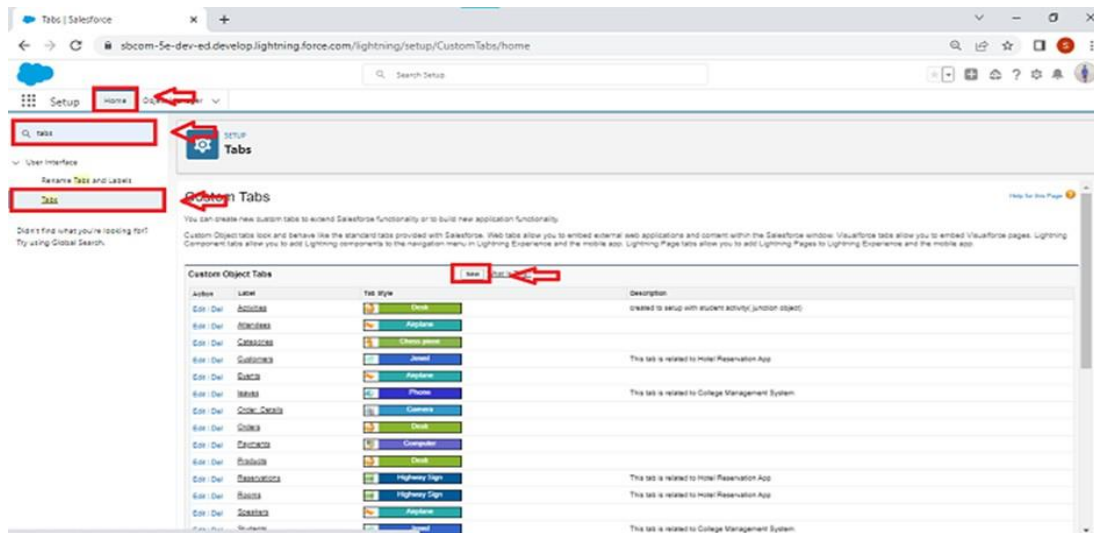 Tabs | Salesforce
sbcom-5e-dev-ed.develop.lightning.force.com/lightning/setup/CustomTabs/home
Search Setup
Setup Home
tabs
User Interface
Rename Tabs and Labels
Tabs
Didn't find what you're looking for?
Try using Global Search.
SETUP
Tabs
Custom Tabs
Help for this Page
You can create new custom tabs to extend Salesforce functionality or to build new application functionality.
Custom Object tabs look and behave like the standard tabs provided with Salesforce. Web tabs allow you to embed external web applications and content within the Salesforce window. Visualforce tabs allow you to embed Visualforce pages. Lightning
Component tabs allow you to add Lightning components to the navigation menu in Lightning Experience and the mobile app. Lightning Page tabs allow you to add Lightning Pages to Lightning Experience and the mobile app.
Custom Object Tabs New
Action Label Tab Style Description
Edit | Del Activities Desk created to setup with student activity( junction object)
Edit | Del Attendees Airplane
Edit | Del Categories Chess piece
Edit | Del Customers Jewel This tab is related to Hotel Reservation App
Edit | Del Events Airplane
Edit | Del leaves Phone This tab is related to College Management System
Edit | Del Order Details Camera
Edit | Del Orders Desk
Edit | Del Payments Computer
Edit | Del Products Desk
Edit | Del Reservations Highway Sign This tab is related to Hotel Reservation App
Edit | Del Rooms Highway Sign This tab is related to Hotel Reservation App
Edit | Del Speakers Airplane
Edit | Del Students Jewel This tab is related to College Management System